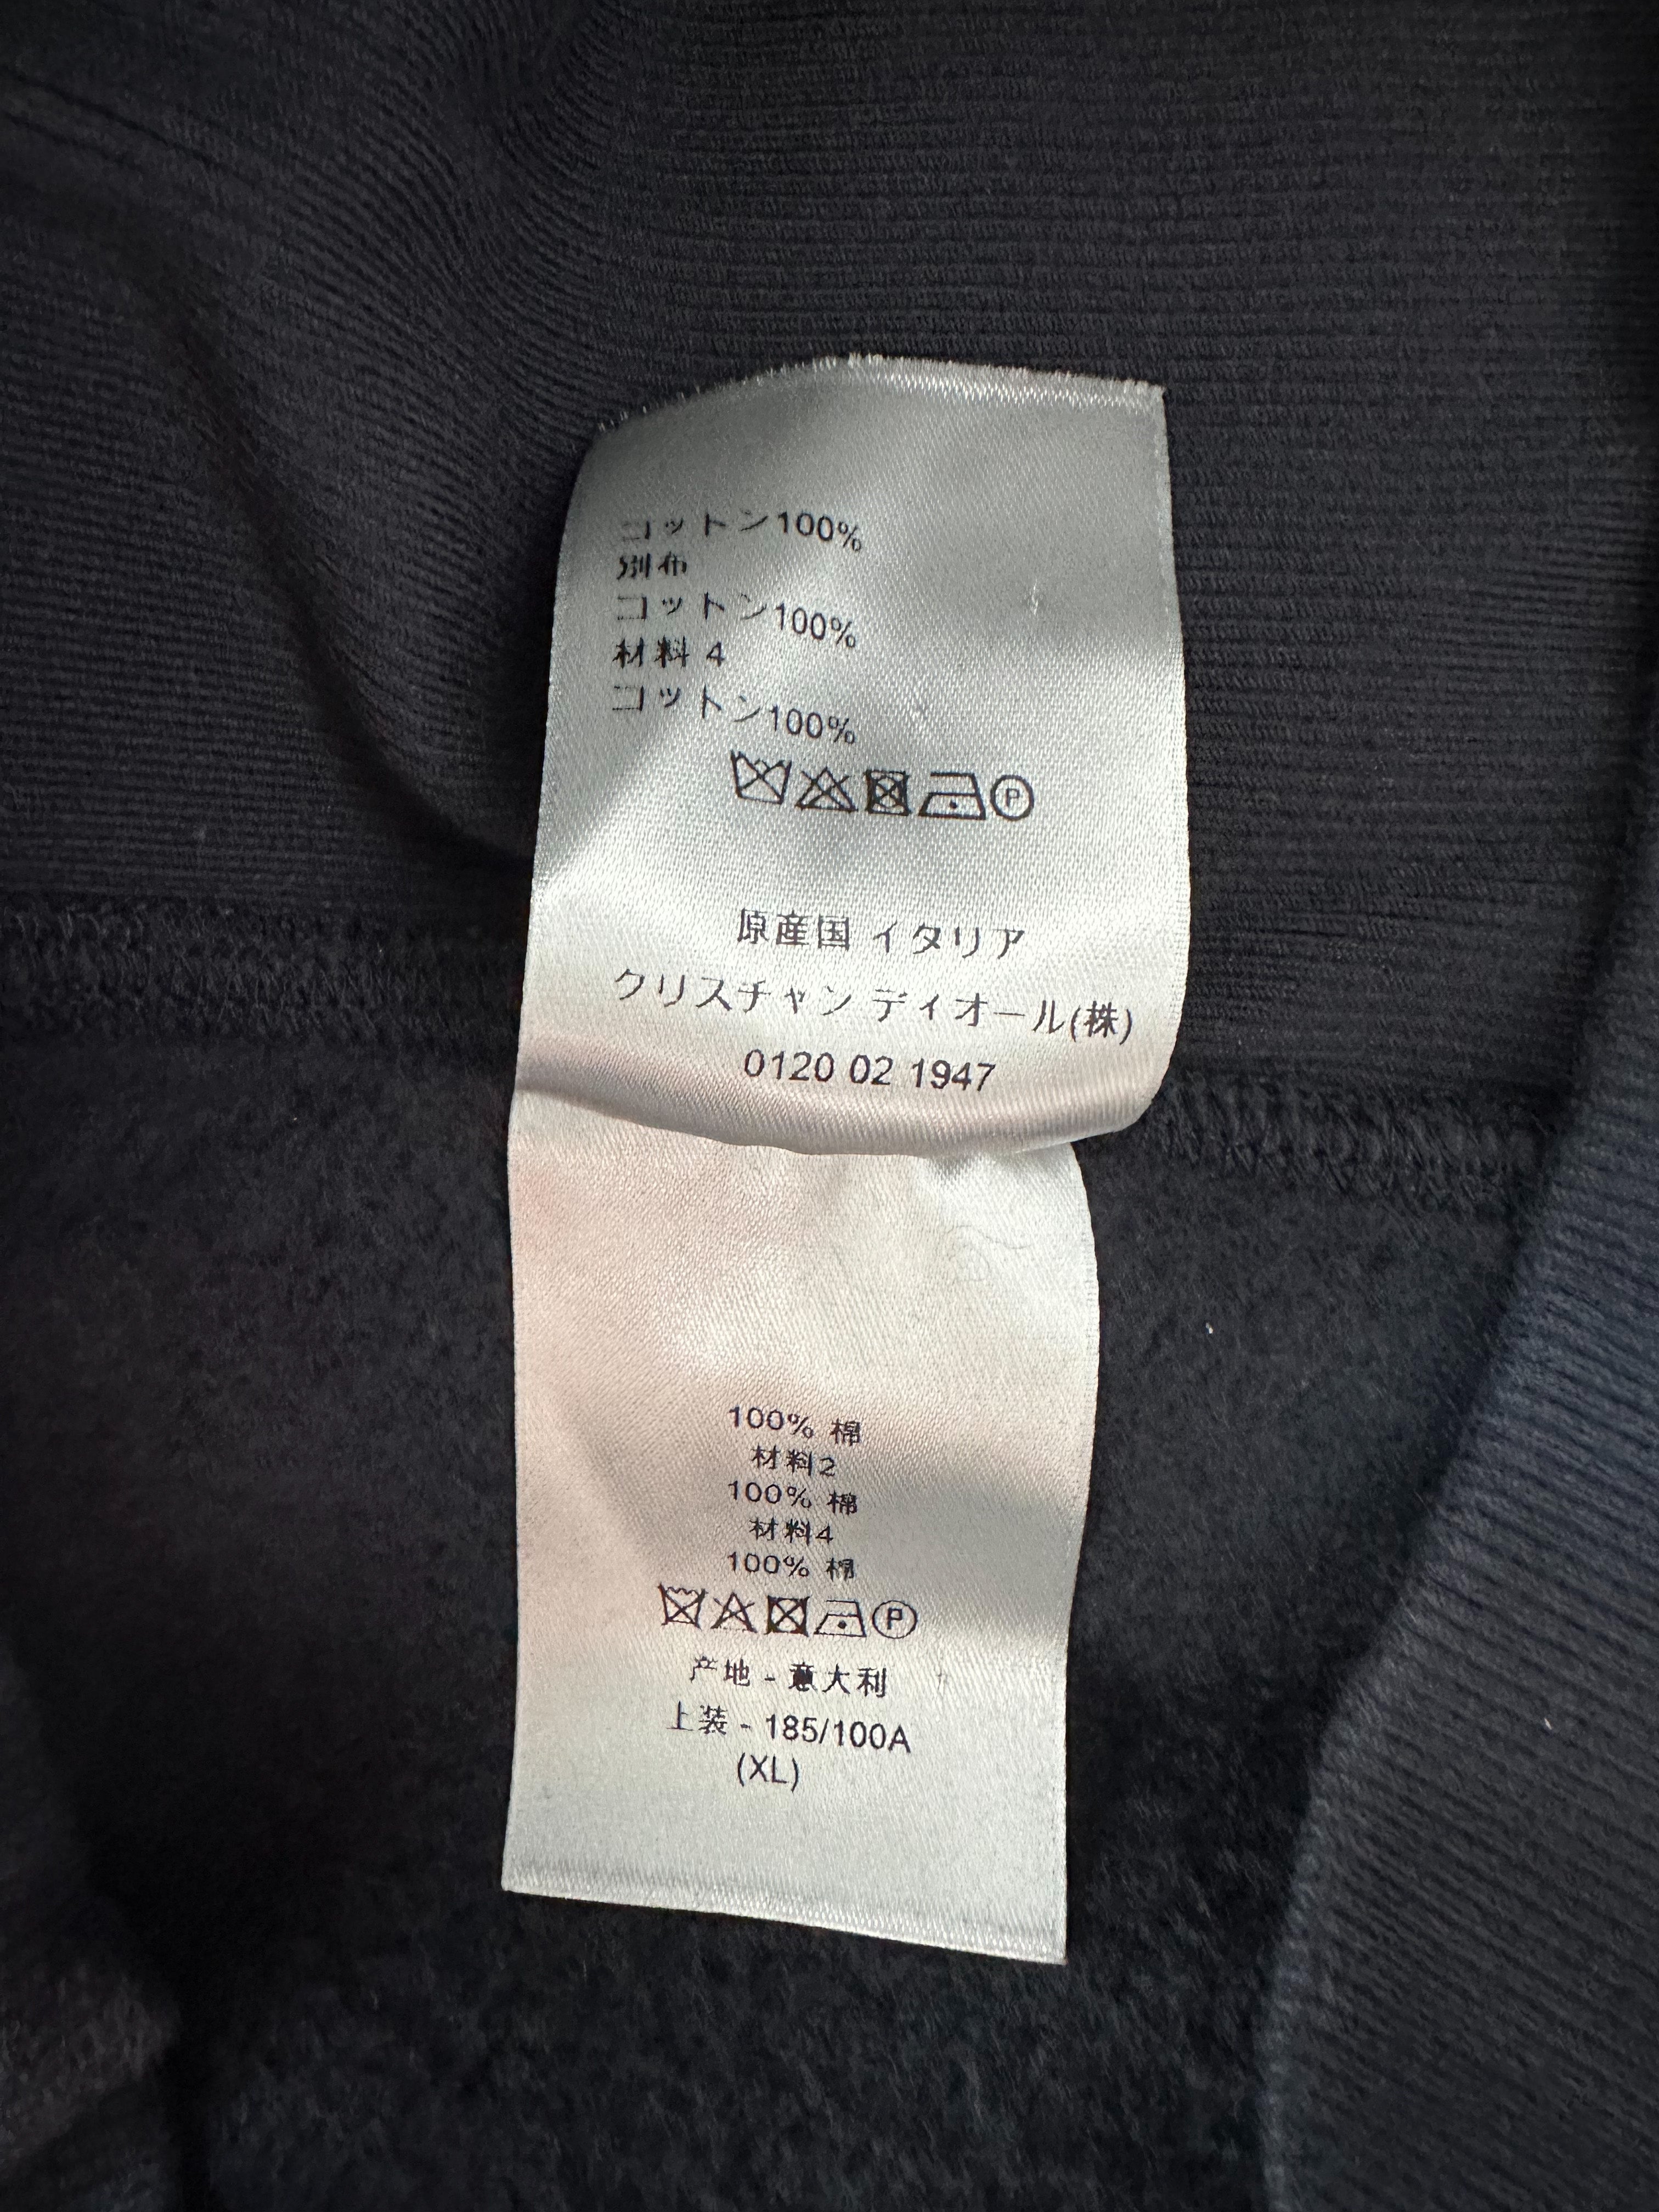 コットン100%
別布
コットン100%
材料 4
コットン100%
P
原産国 イタリア
クリスチャン ディオール(株)
0120 02 1947
100% 棉
材料2
100% 棉
材料4
100% 棉
P
产地 - 意大利
上装 - 185/100A
(XL)